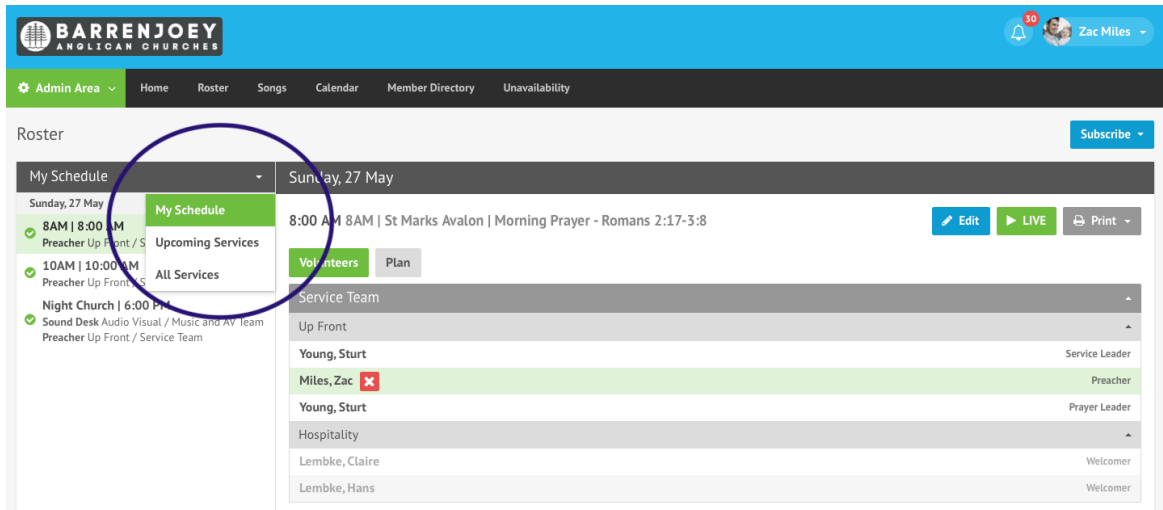 BARRENJOEY
ANGLICAN CHURCHES
30
Zac Miles
Admin Area
Home
Roster
Songs
Calendar
Member Directory
Unavailability
Roster
Subscribe
My Schedule
Sunday, 27 May
My Schedule
Upcoming Services
All Services
8AM | 8:00 AM
Preacher Up Front / S
10AM | 10:00 AM
Preacher Up Front / S
Night Church | 6:00 PM
Sound Desk Audio Visual / Music and AV Team
Preacher Up Front / Service Team
Sunday, 27 May
8:00 AM 8AM | St Marks Avalon | Morning Prayer - Romans 2:17-3:8
Edit
LIVE
Print
Volunteers
Plan
Service Team
Up Front
Young, Sturt Service Leader
Miles, Zac Preacher
Young, Sturt Prayer Leader
Hospitality
Lembke, Claire Welcomer
Lembke, Hans Welcomer